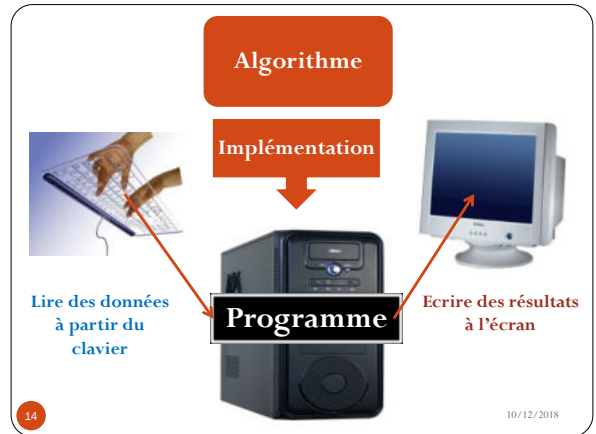 Algorithme
Implémentation
Lire des données
à partir du
clavier
Programme
Ecrire des résultats
à l'écran
14
10/12/2018